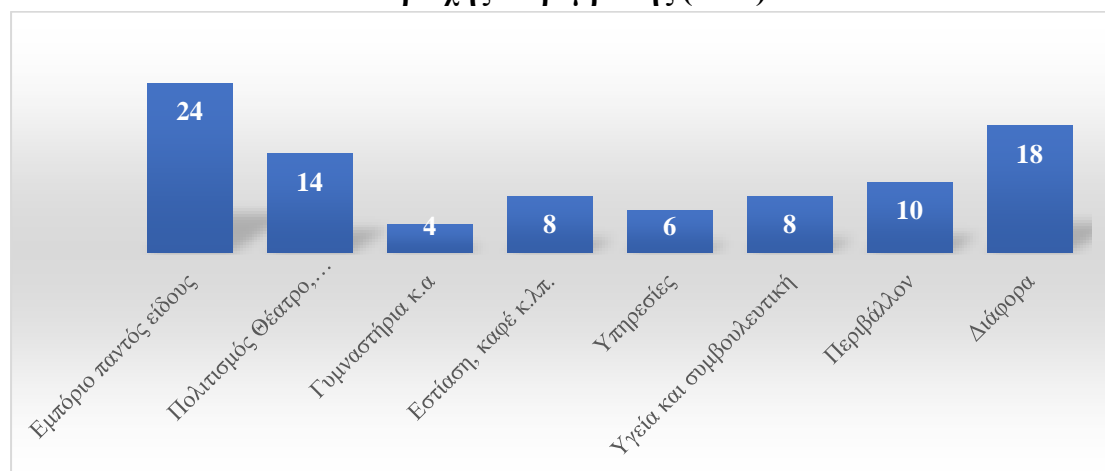 24
14
4
8
6
8
10
18
Εμπόριο παντός είδους
Πολιτισμός Θέατρο,…
Γυμναστήρια κ.α
Εστίαση, καφέ κ.λπ.
Υπηρεσίες
Υγεία και συμβουλευτική
Περιβάλλον
Διάφορα